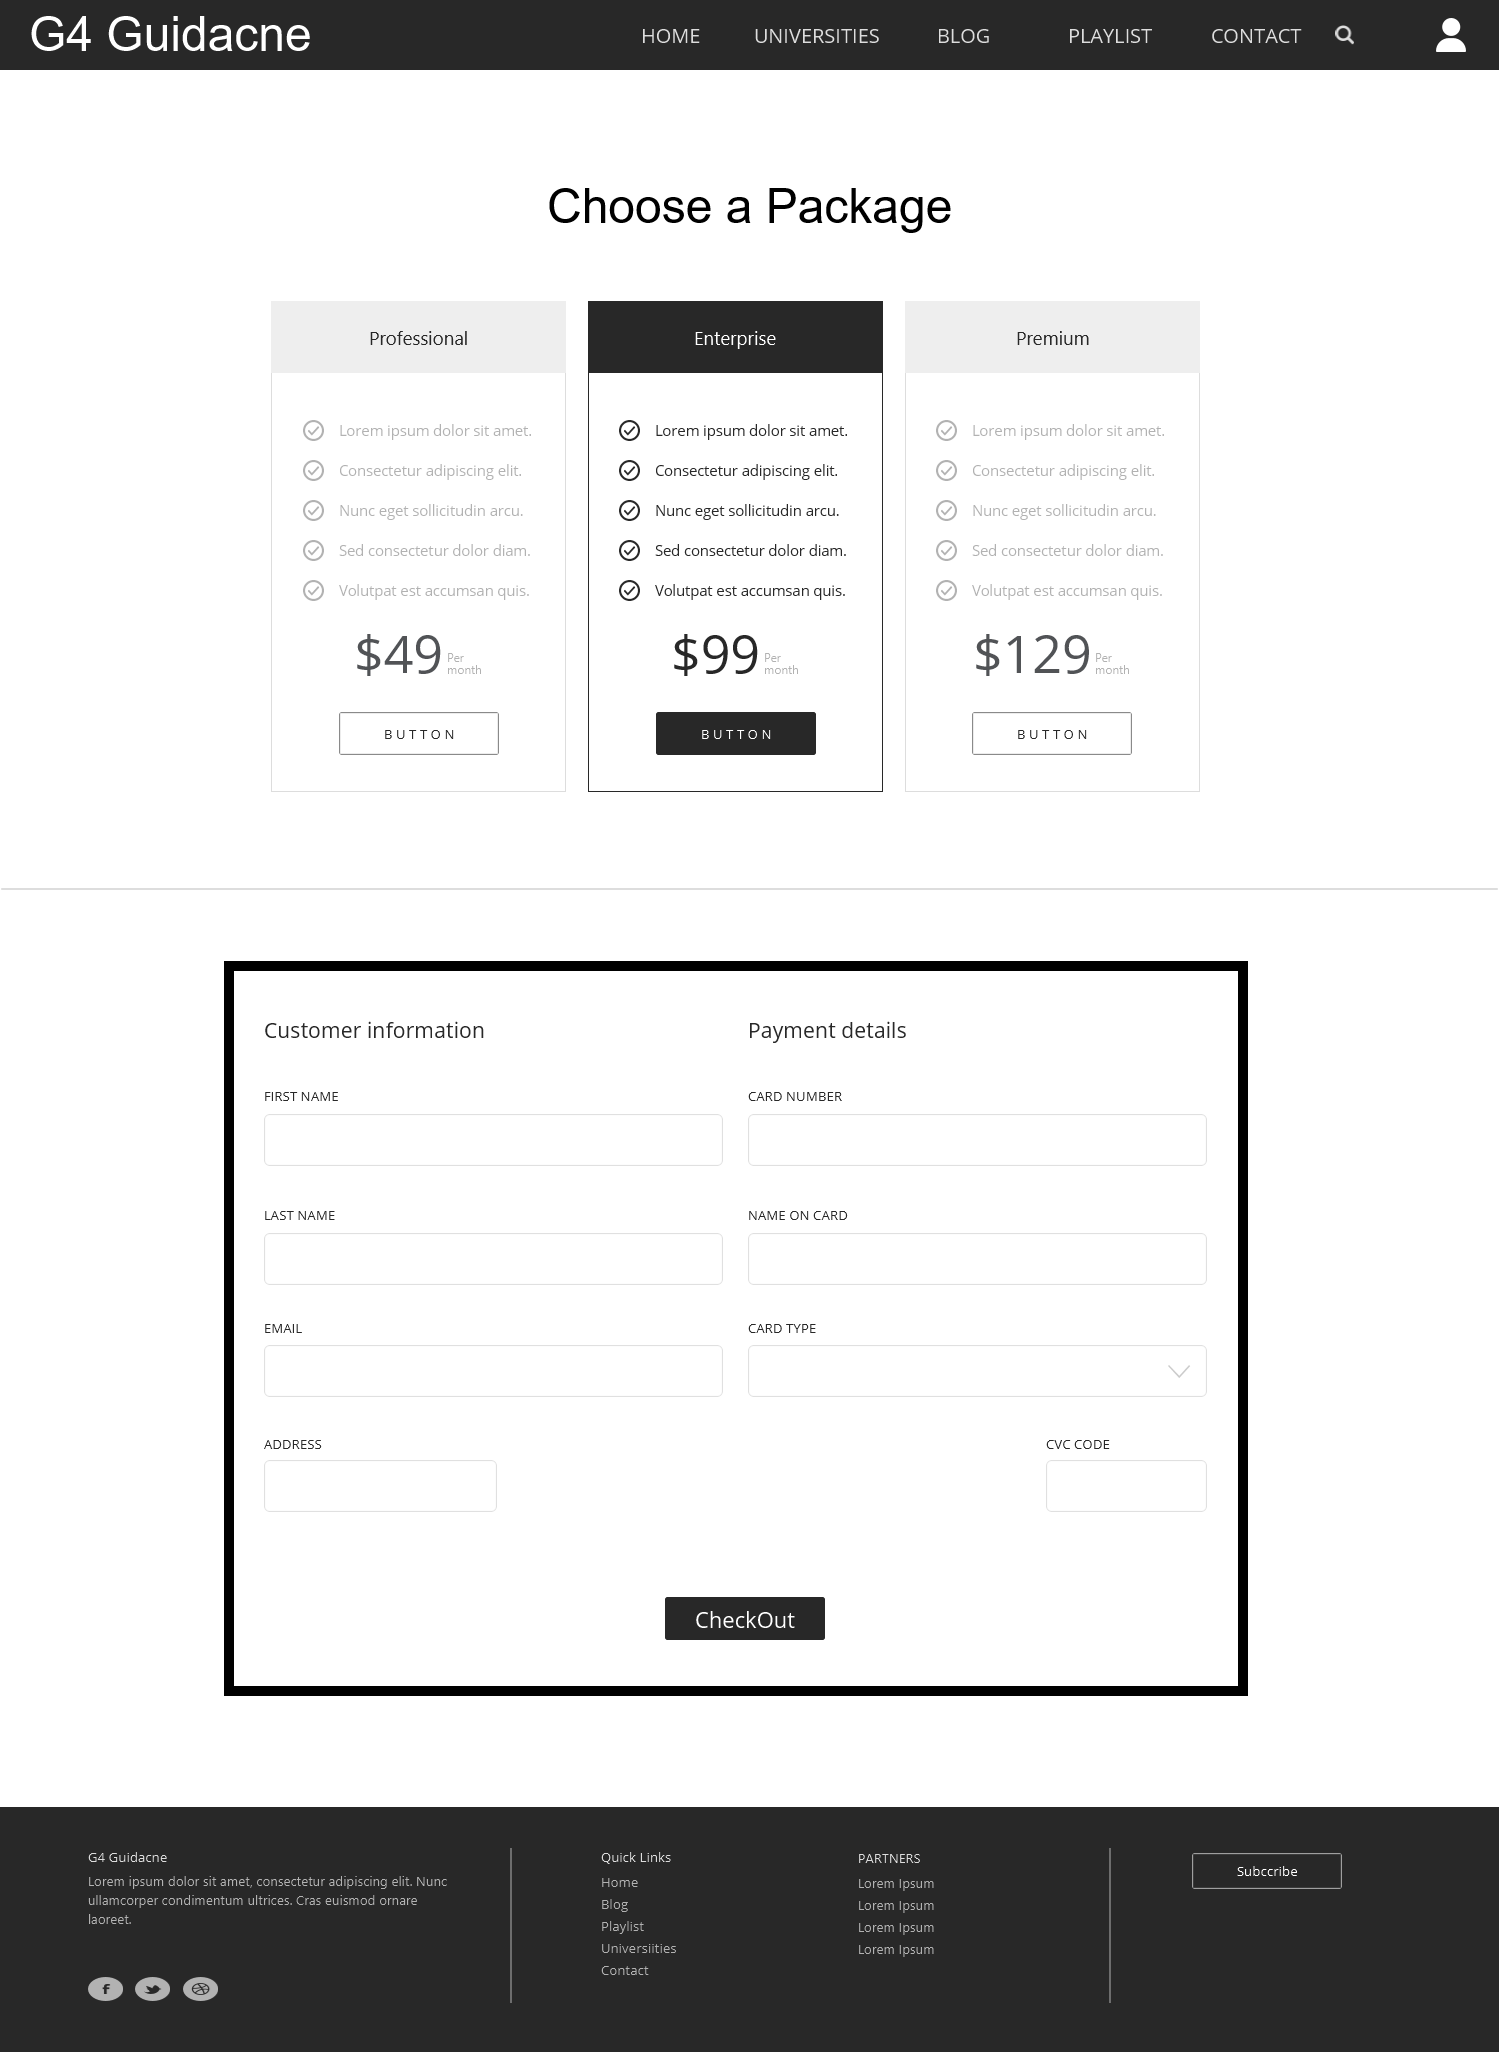 G4 Guidacne
HOME UNIVERSITIES BLOG PLAYLIST CONTACT
Choose a Package
Professional
Lorem ipsum dolor sit amet.
Consectetur adipiscing elit.
Nunc eget sollicitudin arcu.
Sed consectetur dolor diam.
Volutpat est accumsan quis.
$49 Per
month
BUTTON
Enterprise
Lorem ipsum dolor sit amet.
Consectetur adipiscing elit.
Nunc eget sollicitudin arcu.
Sed consectetur dolor diam.
Volutpat est accumsan quis.
$99 Per
month
BUTTON
Premium
Lorem ipsum dolor sit amet.
Consectetur adipiscing elit.
Nunc eget sollicitudin arcu.
Sed consectetur dolor diam.
Volutpat est accumsan quis.
$129 Per
month
BUTTON
Customer information
FIRST NAME
LAST NAME
EMAIL
ADDRESS
Payment details
CARD NUMBER
NAME ON CARD
CARD TYPE
CVC CODE
CheckOut
G4 Guidacne
Lorem ipsum dolor sit amet, consectetur adipiscing elit. Nunc
ullamcorper condimentum ultrices. Cras euismod ornare
laoreet.
Quick Links
Home
Blog
Playlist
Universiities
Contact
PARTNERS
Lorem Ipsum
Lorem Ipsum
Lorem Ipsum
Lorem Ipsum
Subccribe